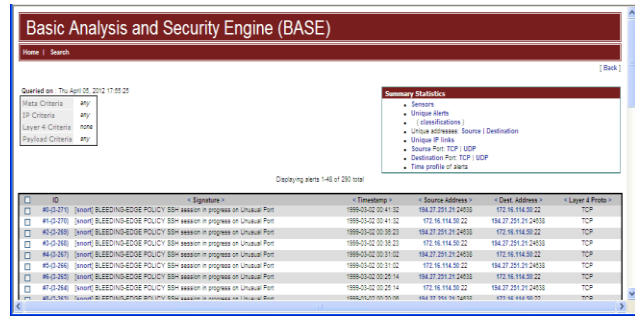 Basic Analysis and Security Engine (BASE)
Home | Search
[ Back ]
Queried on : Thu April 05, 2012 17:55:25
Meta Criteria any
IP Criteria any
Layer 4 Criteria none
Payload Criteria any
Summary Statistics
Sensors
Unique Alerts
( classifications )
Unique addresses: Source | Destination
Unique IP links
Source Port: TCP | UDP
Destination Port: TCP | UDP
Time profile of alerts
Displaying alerts 1-48 of 290 total
ID < Signature > < Timestamp > < Source Address > < Dest. Address > < Layer 4 Proto >
#0-(3-271) [snort] BLEEDING-EDGE POLICY SSH session in progress on Unusual Port 1999-03-02 00:41:32 194.27.251.21:24538 172.16.114.50:22 TCP
#1-(3-270) [snort] BLEEDING-EDGE POLICY SSH session in progress on Unusual Port 1999-03-02 00:41:32 172.16.114.50:22 194.27.251.21:24538 TCP
#2-(3-269) [snort] BLEEDING-EDGE POLICY SSH session in progress on Unusual Port 1999-03-02 00:36:23 194.27.251.21:24538 172.16.114.50:22 TCP
#3-(3-268) [snort] BLEEDING-EDGE POLICY SSH session in progress on Unusual Port 1999-03-02 00:36:23 172.16.114.50:22 194.27.251.21:24538 TCP
#4-(3-267) [snort] BLEEDING-EDGE POLICY SSH session in progress on Unusual Port 1999-03-02 00:31:02 194.27.251.21:24538 172.16.114.50:22 TCP
#5-(3-266) [snort] BLEEDING-EDGE POLICY SSH session in progress on Unusual Port 1999-03-02 00:31:02 172.16.114.50:22 194.27.251.21:24538 TCP
#6-(3-265) [snort] BLEEDING-EDGE POLICY SSH session in progress on Unusual Port 1999-03-02 00:25:14 194.27.251.21:24538 172.16.114.50:22 TCP
#7-(3-264) [snort] BLEEDING-EDGE POLICY SSH session in progress on Unusual Port 1999-03-02 00:25:14 172.16.114.50:22 194.27.251.21:24538 TCP
[snort] BLEEDING-EDGE POLICY SSH session in progress on Unusual Port TCP